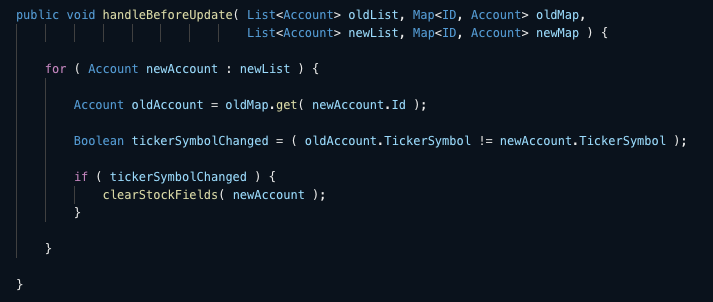 public void handleBeforeUpdate( List<Account> oldList, Map<ID, Account> oldMap,
List<Account> newList, Map<ID, Account> newMap ) {
for ( Account newAccount : newList ) {
Account oldAccount = oldMap.get( newAccount.Id );
Boolean tickerSymbolChanged = ( oldAccount.TickerSymbol != newAccount.TickerSymbol );
if ( tickerSymbolChanged ) {
clearStockFields( newAccount );
}
}
}